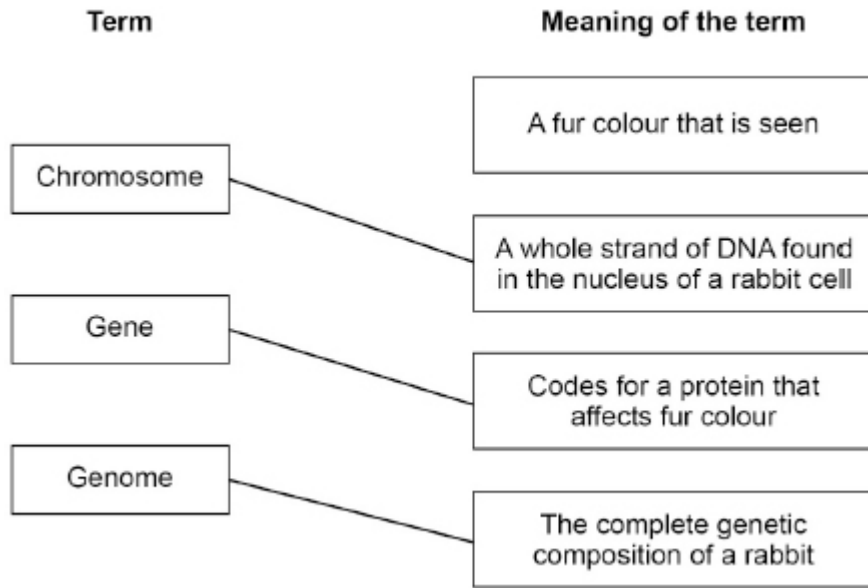 Term
Meaning of the term
A fur colour that is seen
Chromosome
A whole strand of DNA found
in the nucleus of a rabbit cell
Gene
Codes for a protein that
affects fur colour
Genome
The complete genetic
composition of a rabbit